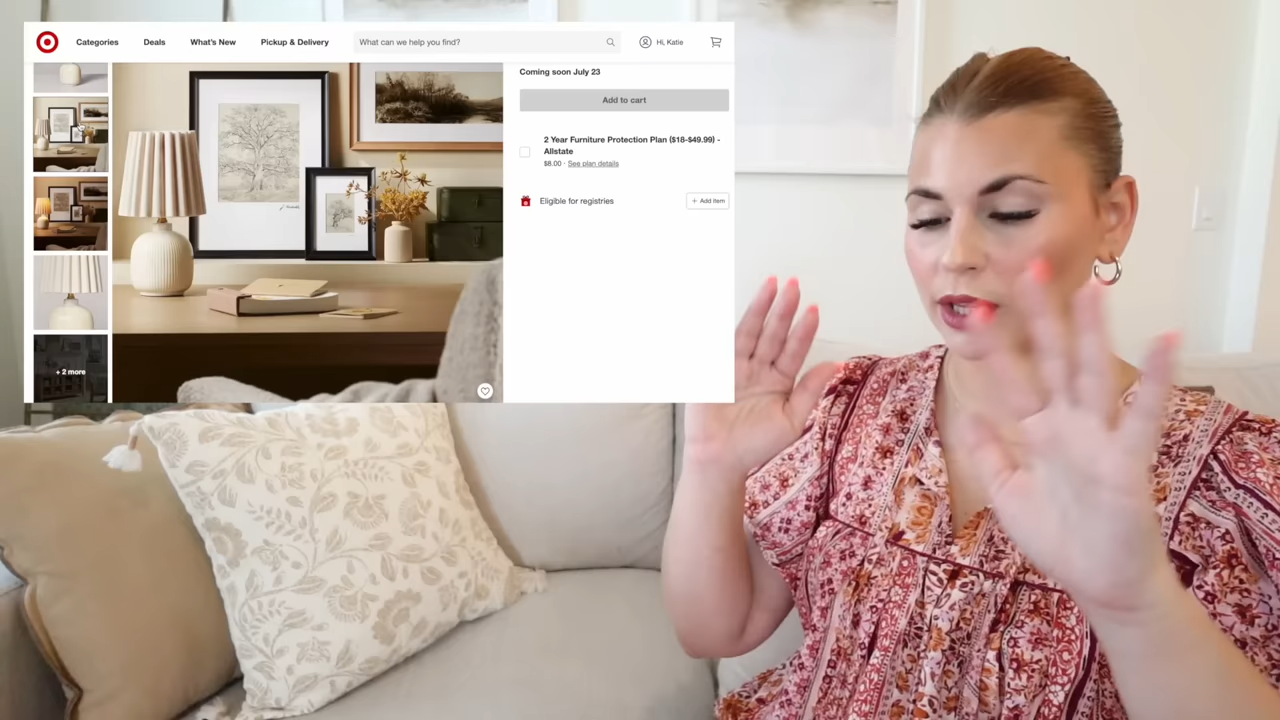 Categories
Deals
What's New
Pickup & Delivery
What can we help you find?
Hi, Katie
Coming soon July 23
Add to cart
2 Year Furniture Protection Plan ($18-$49.99) -
Allstate
$8.00 · See plan details
Eligible for registries
+ Add item
+ 2 more